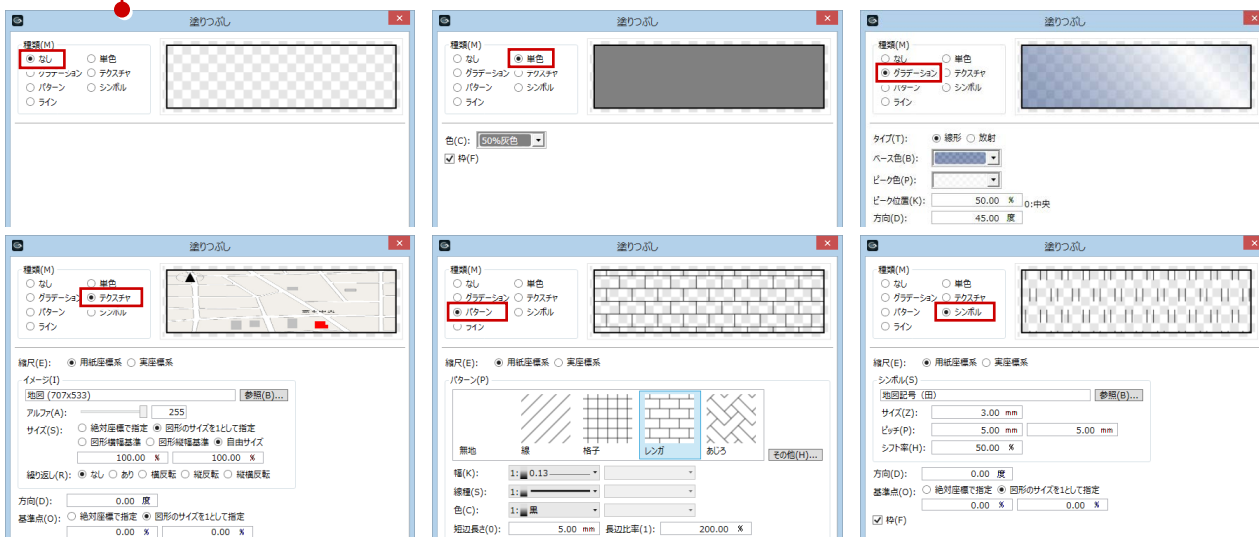 塗りつぶし
種類(M)
なし 単色
グラデーション テクスチャ
パターン シンボル
ライン
塗りつぶし
種類(M)
なし 単色
グラデーション テクスチャ
パターン シンボル
ライン
色(C): 50%灰色
枠(F)
塗りつぶし
種類(M)
なし 単色
グラデーション テクスチャ
パターン シンボル
ライン
タイプ(T): 線形 放射
ベース色(B):
ピーク色(P):
ピーク位置(K): 50.00 % 0:中央
方向(D): 45.00 度
塗りつぶし
種類(M)
なし 単色
グラデーション テクスチャ
パターン シンボル
ライン
縮尺(E): 用紙座標系 実座標系
イメージ(I)
地図 (707x533) 参照(B)...
アルファ(A): 255
サイズ(S): 絶対座標で指定 図形のサイズを1として指定
図形横幅基準 図形縦幅基準 自由サイズ
100.00 % 100.00 %
繰り返し(R): なし あり 横反転 縦反転 縦横反転
方向(D): 0.00 度
基準点(O): 絶対座標で指定 図形のサイズを1として指定
0.00 % 0.00 %
塗りつぶし
種類(M)
なし 単色
グラデーション テクスチャ
パターン シンボル
ライン
縮尺(E): 用紙座標系 実座標系
パターン(P)
無地 線 格子 レンガ あじろ その他(H)...
幅(K): 1: 0.13
線種(S): 1:
色(C): 1: 黒
短辺長さ(0): 5.00 mm 長辺比率(1): 200.00 %
塗りつぶし
種類(M)
なし 単色
グラデーション テクスチャ
パターン シンボル
ライン
縮尺(E): 用紙座標系 実座標系
シンボル(S)
地図記号 (田) 参照(B)...
サイズ(Z): 3.00 mm
ピッチ(P): 5.00 mm 5.00 mm
シフト率(H): 50.00 %
方向(D): 0.00 度
基準点(O): 絶対座標で指定 図形のサイズを1として指定
0.00 % 0.00 %
枠(F)